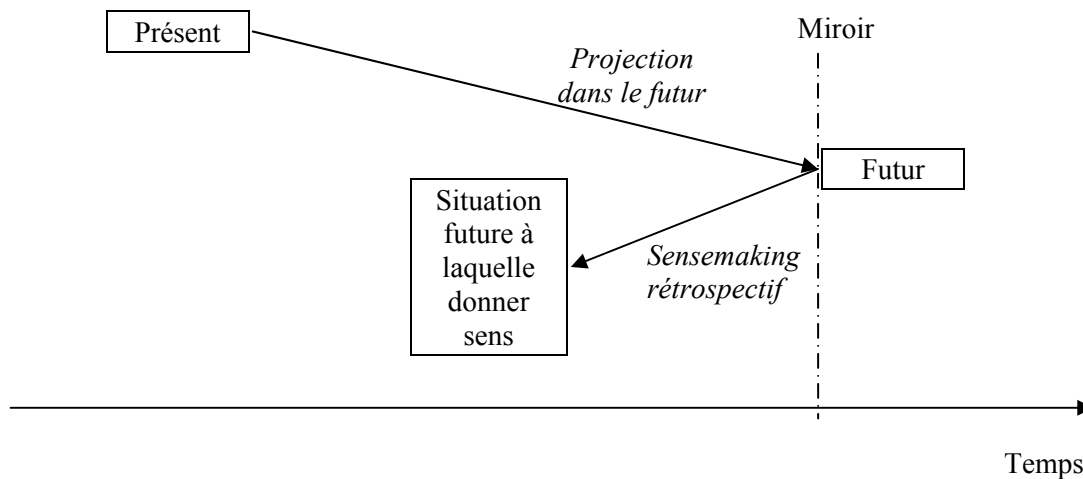 Présent
Miroir
Projection
dans le futur
Futur
Situation
future à
laquelle
donner
sens
Sensemaking
rétrospectif
Temps